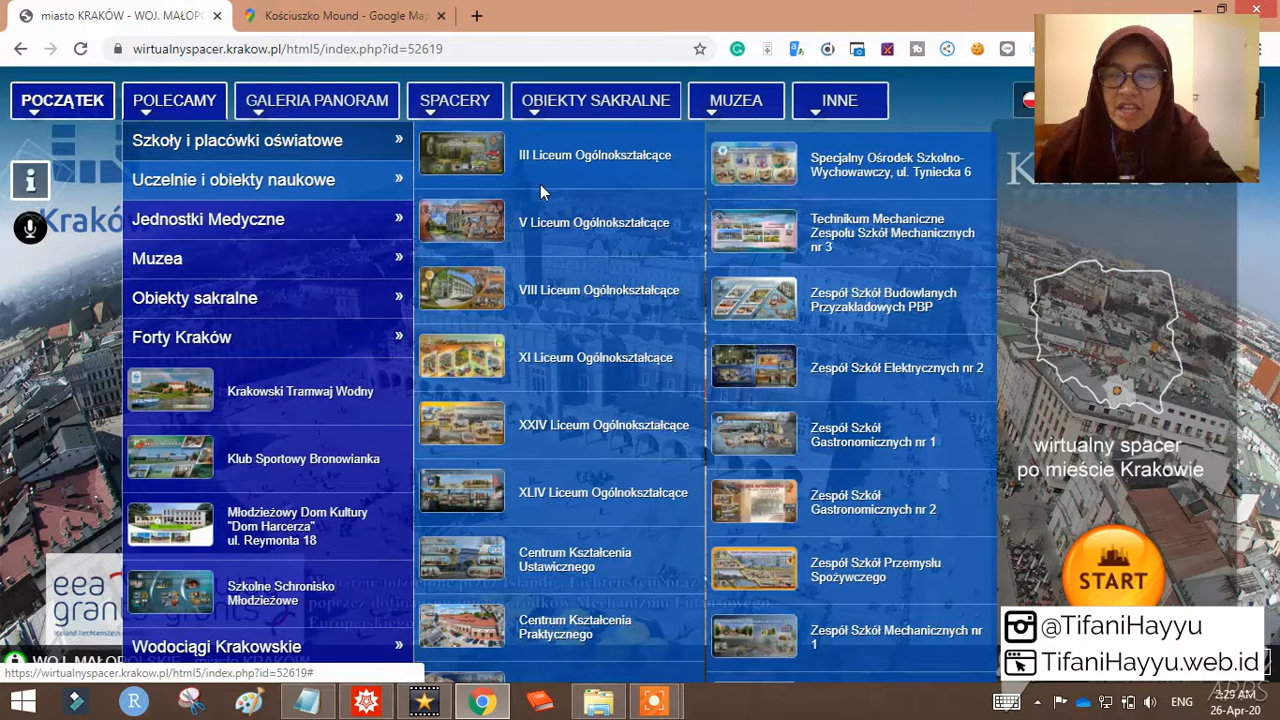 miasto KRAKÓW - WOJ. MAŁOPO
Kościuszko Mound - Google Map
wirtualnyspacer.krakow.pl/html5/index.php?id=52619
POCZĄTEK
POLECAMY
GALERIA PANORAM
SPACERY
OBIEKTY SAKRALNE
MUZEA
INNE
Kraków
Szkoły i placówki oświatowe »
Uczelnie i obiekty naukowe »
Jednostki Medyczne »
Muzea »
Obiekty sakralne »
Forty Kraków »
Krakowski Tramwaj Wodny
Klub Sportowy Bronowianka
Młodzieżowy Dom Kultury
"Dom Harcerza"
ul. Reymonta 18
Szkolne Schronisko
Młodzieżowe
Wodociągi Krakowskie »
III Liceum Ogólnokształcące
V Liceum Ogólnokształcące
VIII Liceum Ogólnokształcące
XI Liceum Ogólnokształcące
XXIV Liceum Ogólnokształcące
XLIV Liceum Ogólnokształcące
Centrum Kształcenia
Ustawicznego
Centrum Kształcenia
Praktycznego
Specjalny Ośrodek Szkolno-
Wychowawczy, ul. Tyniecka 6
Technikum Mechaniczne
Zespołu Szkół Mechanicznych
nr 3
Zespół Szkół Budowlanych
Przyzakładowych PBP
Zespół Szkół Elektrycznych nr 2
Zespół Szkół
Gastronomicznych nr 1
Zespół Szkół
Gastronomicznych nr 2
Zespół Szkół Przemysłu
Spożywczego
Zespół Szkół Mechanicznych nr
1
wirtualny spacer
po mieście Krakowie
START
eea
grants
@TifaniHayyu
TifaniHayyu.web.id
https://wirtualnyspacer.krakow.pl/html5/index.php?id=52619#
ENG
2:29 AM
26-Apr-20